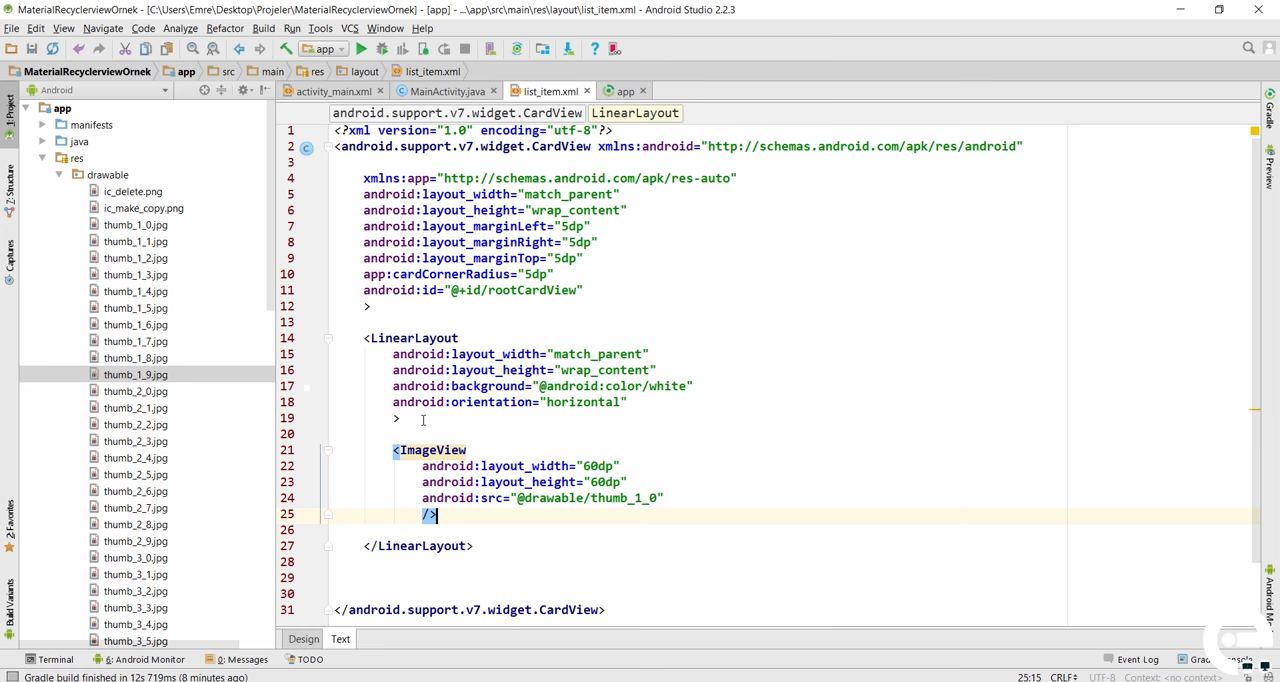 MaterialRecyclerviewOrnek - [C:\Users\Emre\Desktop\Projeler\MaterialRecyclerviewOrnek] - [app] - ...\app\src\main\res\layout\list_item.xml - Android Studio 2.2.3
File Edit View Navigate Code Analyze Refactor Build Run Tools VCS Window Help
app
MaterialRecyclerviewOrnek app src main res layout list_item.xml
Android
activity_main.xml MainActivity.java list_item.xml app
android.support.v7.widget.CardView LinearLayout
1: Project
Z: Structure
Captures
2: Favorites
Build Variants
app
manifests
java
res
drawable
ic_delete.png
ic_make_copy.png
thumb_1_0.jpg
thumb_1_1.jpg
thumb_1_2.jpg
thumb_1_3.jpg
thumb_1_4.jpg
thumb_1_5.jpg
thumb_1_6.jpg
thumb_1_7.jpg
thumb_1_8.jpg
thumb_1_9.jpg
thumb_2_0.jpg
thumb_2_1.jpg
thumb_2_2.jpg
thumb_2_3.jpg
thumb_2_4.jpg
thumb_2_5.jpg
thumb_2_6.jpg
thumb_2_7.jpg
thumb_2_8.jpg
thumb_2_9.jpg
thumb_3_0.jpg
thumb_3_1.jpg
thumb_3_2.jpg
thumb_3_3.jpg
thumb_3_4.jpg
thumb_3_5.jpg
1 <?xml version="1.0" encoding="utf-8"?>
2 <android.support.v7.widget.CardView xmlns:android="http://schemas.android.com/apk/res/android"
3
4 xmlns:app="http://schemas.android.com/apk/res-auto"
5 android:layout_width="match_parent"
6 android:layout_height="wrap_content"
7 android:layout_marginLeft="5dp"
8 android:layout_marginRight="5dp"
9 android:layout_marginTop="5dp"
10 app:cardCornerRadius="5dp"
11 android:id="@+id/rootCardView"
12 >
13
14 <LinearLayout
15 android:layout_width="match_parent"
16 android:layout_height="wrap_content"
17 android:background="@android:color/white"
18 android:orientation="horizontal"
19 >
20
21 <ImageView
22 android:layout_width="60dp"
23 android:layout_height="60dp"
24 android:src="@drawable/thumb_1_0"
25 />
26
27 </LinearLayout>
28
29
30
31 </android.support.v7.widget.CardView>
Gradle
Preview
Design Text
Terminal 6: Android Monitor 0: Messages TODO Event Log
Gradle build finished in 12s 719ms (8 minutes ago) 25:15 CRLF UTF-8 Context: <no context>